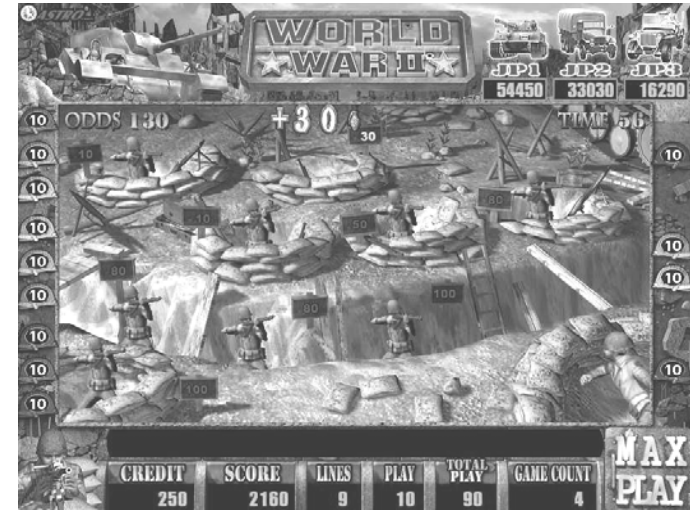 ASTRO
WORLD
WAR II
JP1 JP2 JP3
54450 33030 16290
ODDS 130 +30 30 TIME 56
10 10
10 10
10 10 80
10 50
10
10
80
10
80 100
10
10 10
100
10
10
10
MAX
PLAY
CREDIT SCORE LINES PLAY TOTAL PLAY GAME COUNT
250 2160 9 10 90 4